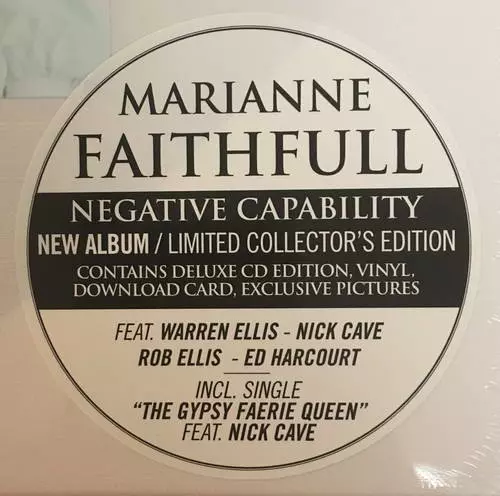 MARIANNE
FAITHFULL
NEGATIVE CAPABILITY
NEW ALBUM / LIMITED COLLECTOR'S EDITION
CONTAINS DELUXE CD EDITION, VINYL,
DOWNLOAD CARD, EXCLUSIVE PICTURES
FEAT. WARREN ELLIS - NICK CAVE
ROB ELLIS - ED HARCOURT
INCL. SINGLE
"THE GYPSY FAERIE QUEEN"
FEAT. NICK CAVE